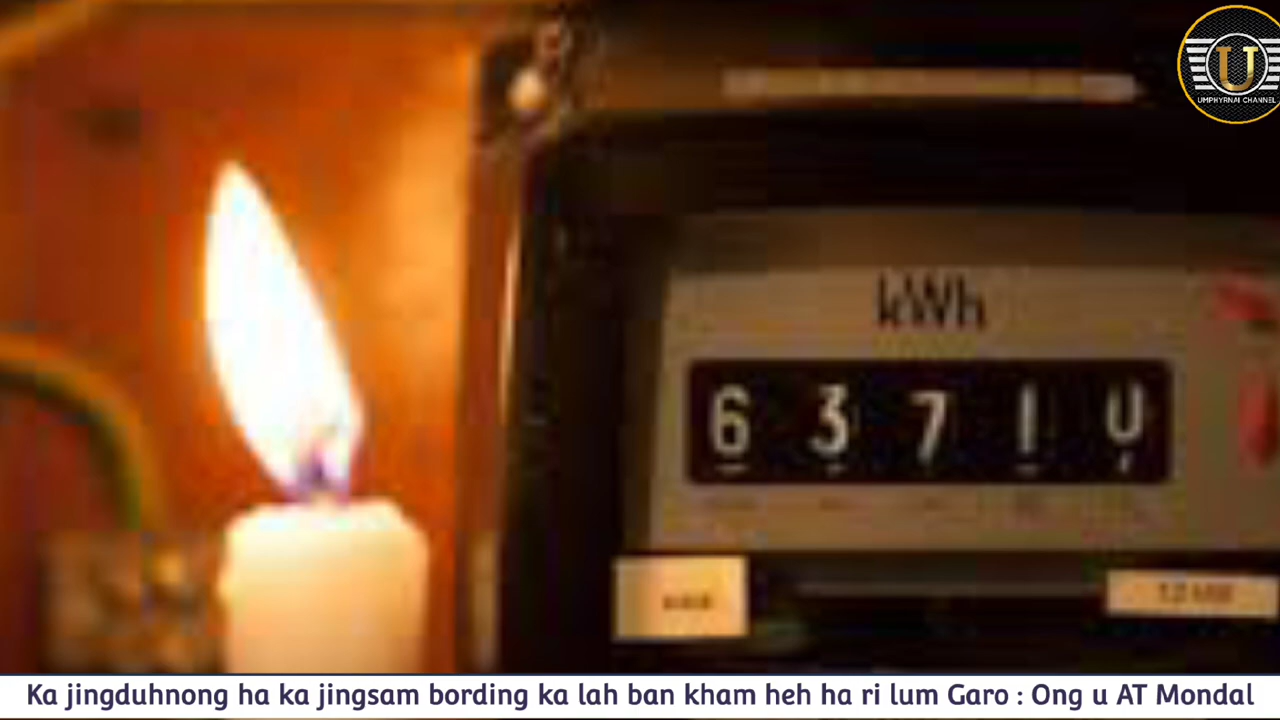 U
UMPHYRNAI CHANNEL
kWh
6 3 7 1 0
Ka jingduhnong ha ka jingsam bording ka lah ban kham heh ha ri lum Garo : Ong u AT Mondal